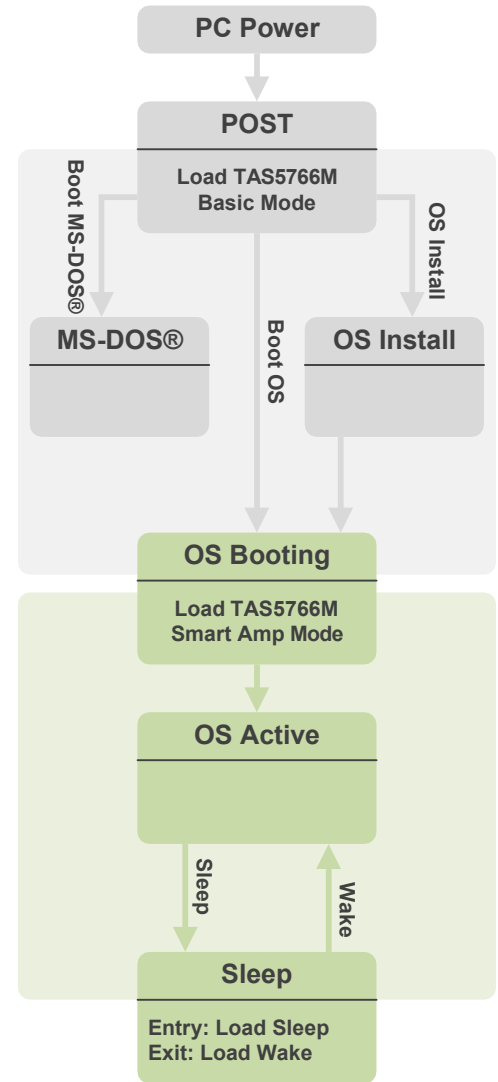 PC Power
POST
Load TAS5766M
Basic Mode
Boot MS-DOS®
OS Install
MS-DOS®
Boot OS
OS Install
OS Booting
Load TAS5766M
Smart Amp Mode
OS Active
Sleep
Wake
Sleep
Entry: Load Sleep
Exit: Load Wake